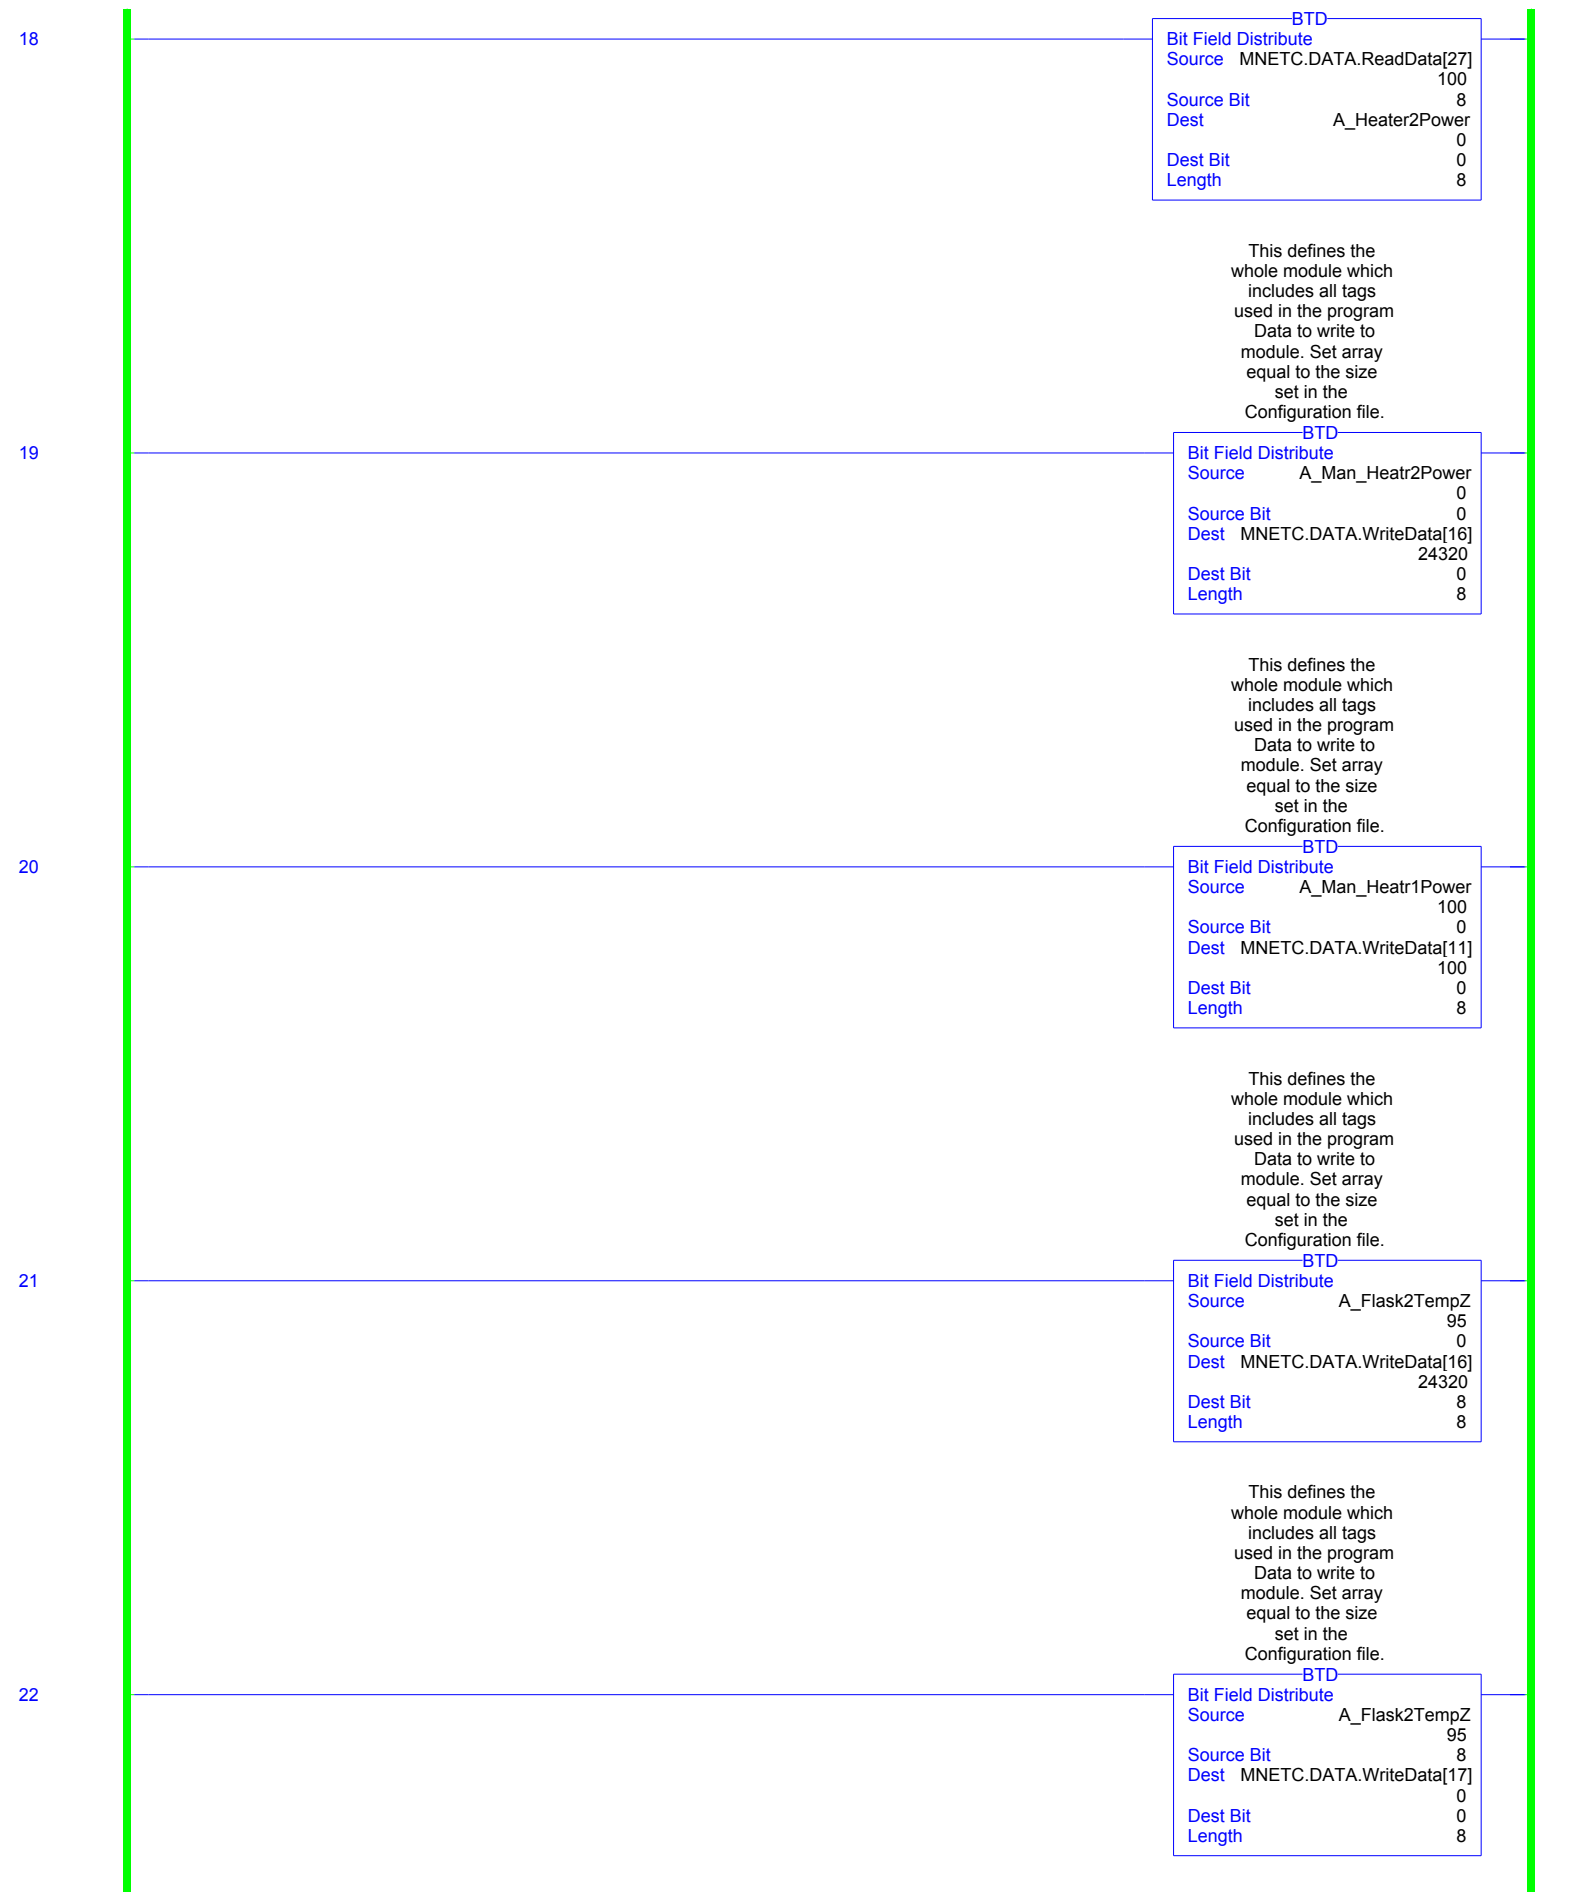 18
BTD
Bit Field Distribute
Source MNETC.DATA.ReadData[27]
100
Source Bit 8
Dest A_Heater2Power
0
Dest Bit 0
Length 8
This defines the
whole module which
includes all tags
used in the program
Data to write to
module. Set array
equal to the size
set in the
Configuration file.
19
BTD
Bit Field Distribute
Source A_Man_Heatr2Power
0
Source Bit 0
Dest MNETC.DATA.WriteData[16]
24320
Dest Bit 0
Length 8
This defines the
whole module which
includes all tags
used in the program
Data to write to
module. Set array
equal to the size
set in the
Configuration file.
20
BTD
Bit Field Distribute
Source A_Man_Heatr1Power
100
Source Bit 0
Dest MNETC.DATA.WriteData[11]
100
Dest Bit 0
Length 8
This defines the
whole module which
includes all tags
used in the program
Data to write to
module. Set array
equal to the size
set in the
Configuration file.
21
BTD
Bit Field Distribute
Source A_Flask2TempZ
95
Source Bit 0
Dest MNETC.DATA.WriteData[16]
24320
Dest Bit 8
Length 8
This defines the
whole module which
includes all tags
used in the program
Data to write to
module. Set array
equal to the size
set in the
Configuration file.
22
BTD
Bit Field Distribute
Source A_Flask2TempZ
95
Source Bit 8
Dest MNETC.DATA.WriteData[17]
0
Dest Bit 0
Length 8